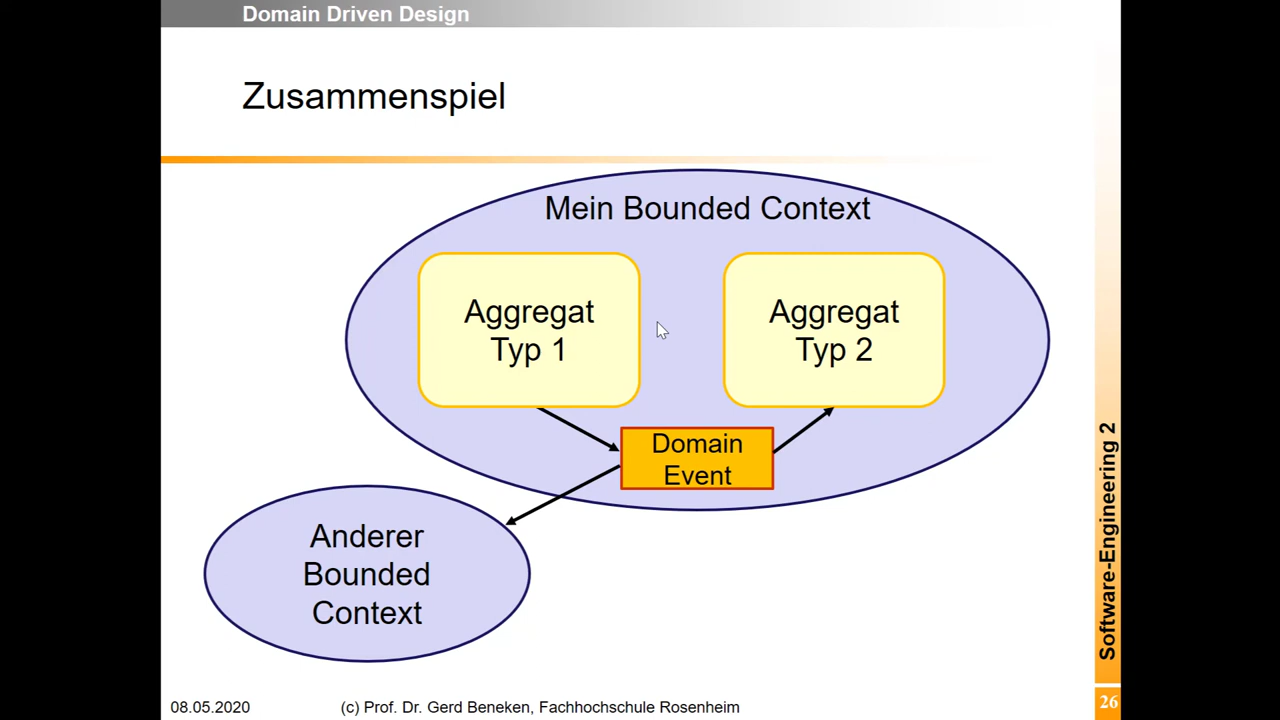 Domain Driven Design
Zusammenspiel
Mein Bounded Context
Aggregat
Typ 1
Aggregat
Typ 2
Domain
Event
Anderer
Bounded
Context
Software-Engineering 2
08.05.2020
(c) Prof. Dr. Gerd Beneken, Fachhochschule Rosenheim
26